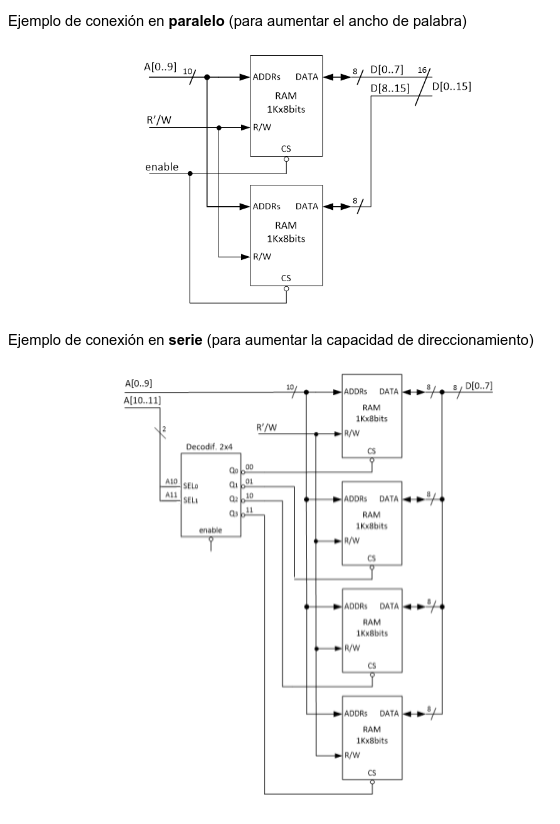 Ejemplo de conexión en paralelo (para aumentar el ancho de palabra)
A[0..9] 10
ADDRs DATA 8 D[0..7] 16
D[8..15] D[0..15]
RAM
1Kx8bits
R'/W
R/W
CS
enable
ADDRs DATA 8
RAM
1Kx8bits
R/W
CS
Ejemplo de conexión en serie (para aumentar la capacidad de direccionamiento)
A[0..9] 10
ADDRs DATA 8 8 D[0..7]
A[10..11]
RAM
1Kx8bits
2
R'/W
R/W
Decodif. 2x4
CS
Q0 00
A10 SEL0 Q1 01
A11 SEL1 Q2 10
Q3 11
enable
ADDRs DATA 8
RAM
1Kx8bits
R/W
CS
ADDRs DATA 8
RAM
1Kx8bits
R/W
CS
ADDRs DATA 8
RAM
1Kx8bits
R/W
CS